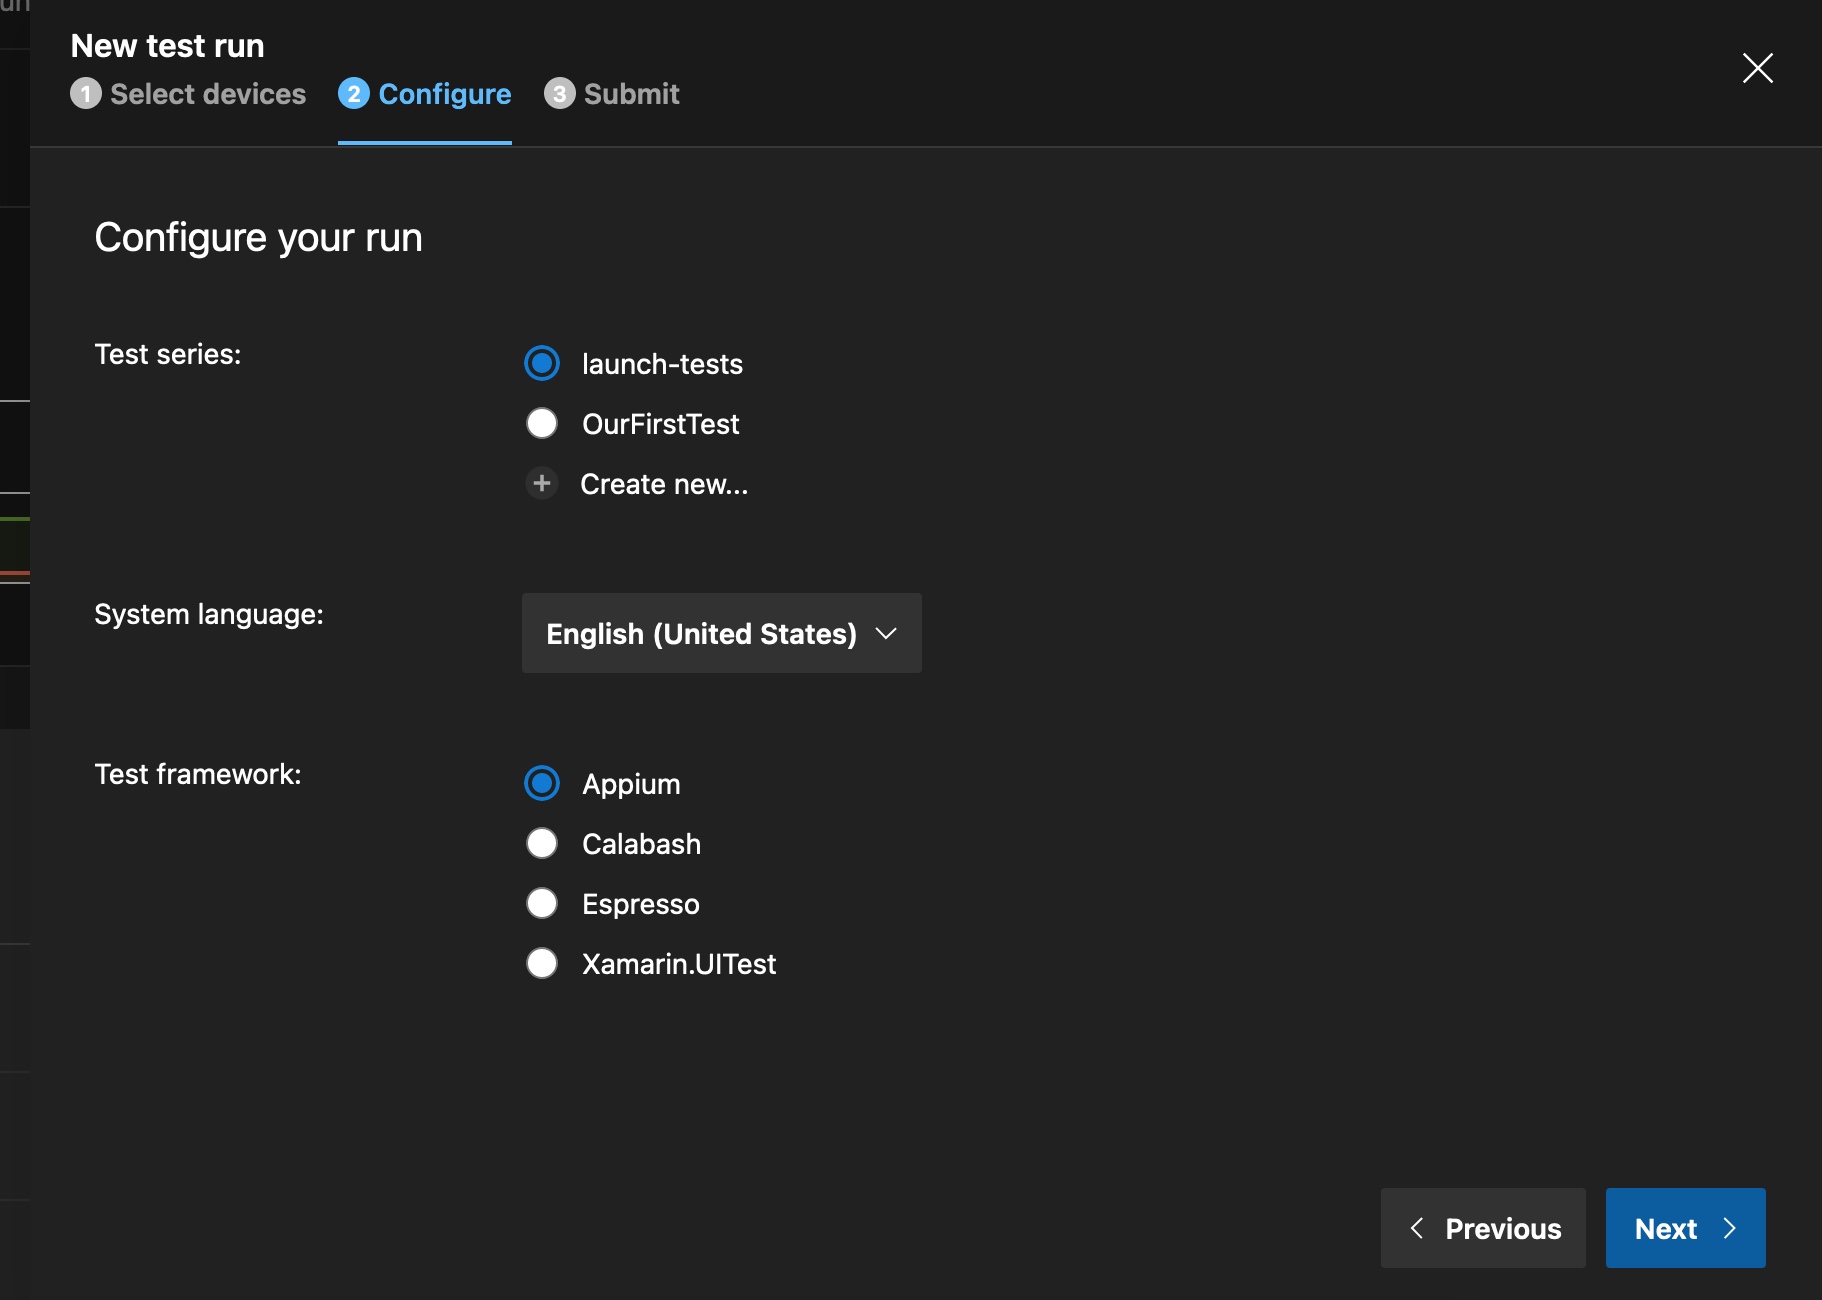 New test run
1 Select devices 2 Configure 3 Submit
Configure your run
Test series:
launch-tests
OurFirstTest
Create new...
System language:
English (United States)
Test framework:
Appium
Calabash
Espresso
Xamarin.UITest
Previous
Next